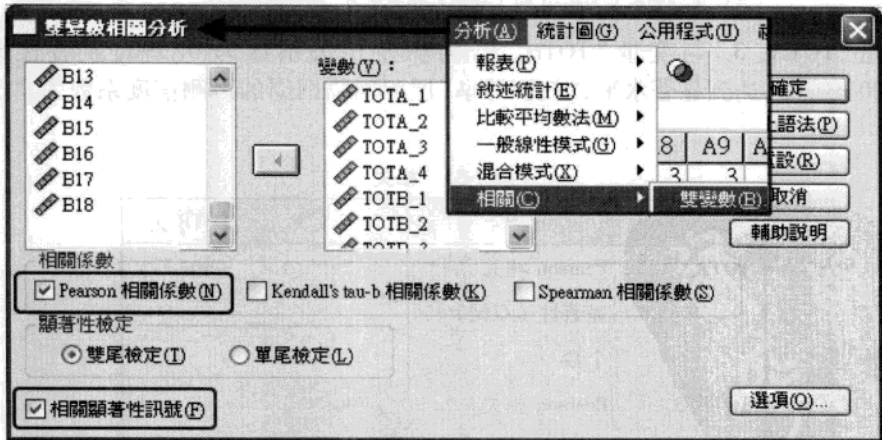 雙變數相關分析
B13
B14
B15
B16
B17
B18
變數(V)：
TOTA_1
TOTA_2
TOTA_3
TOTA_4
TOTB_1
TOTB_2
分析(A) 統計圖(G) 公用程式(U)
報表(P)
敘述統計(E)
比較平均數法(M)
一般線性模式(G)
混合模式(X)
相關(C)
雙變數(B)
8 A9 A
3 3
確定
語法(P)
設(R)
取消
輔助說明
相關係數
Pearson 相關係數(N) Kendall's tau-b 相關係數(K) Spearman 相關係數(S)
顯著性檢定
雙尾檢定(T) 單尾檢定(L)
相關顯著性訊號(F)
選項(O)...